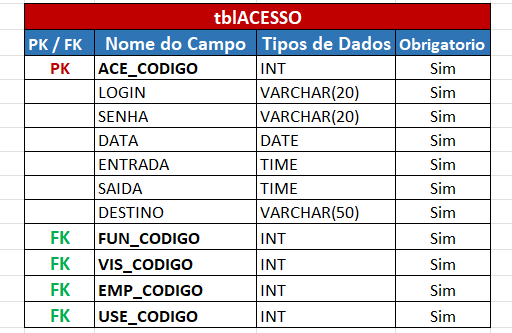 tblACESSO
PK / FK Nome do Campo Tipos de Dados Obrigatorio
PK ACE_CODIGO INT Sim
LOGIN VARCHAR(20) Sim
SENHA VARCHAR(20) Sim
DATA DATE Sim
ENTRADA TIME Sim
SAIDA TIME Sim
DESTINO VARCHAR(50) Sim
FK FUN_CODIGO INT Sim
FK VIS_CODIGO INT Sim
FK EMP_CODIGO INT Sim
FK USE_CODIGO INT Sim